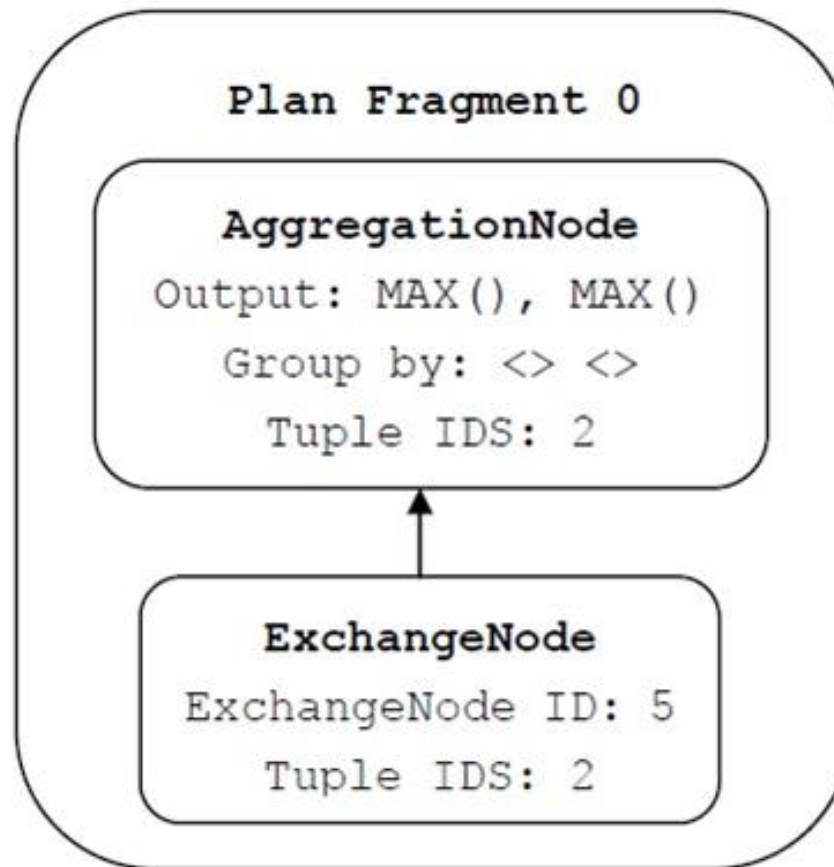 Plan Fragment 0
AggregationNode
Output: MAX(), MAX()
Group by: <> <>
Tuple IDS: 2
ExchangeNode
ExchangeNode ID: 5
Tuple IDS: 2